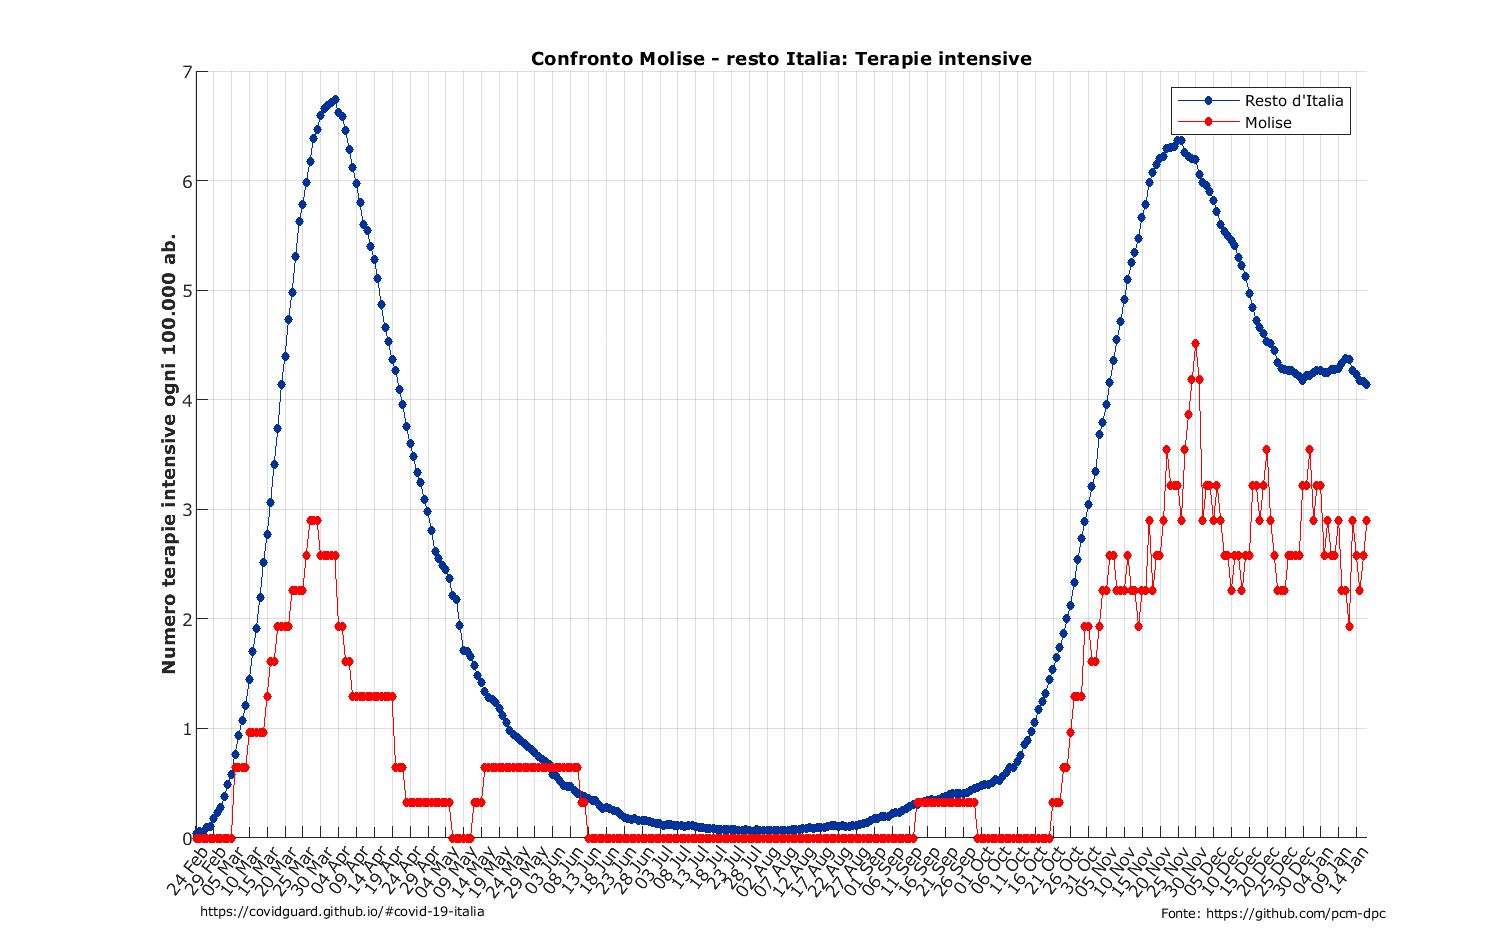 Confronto Molise - resto Italia: Terapie intensive
Resto d'Italia
Molise
Numero terapie intensive ogni 100.000 ab.
7
6
5
4
3
2
1
0
24 Feb
29 Feb
05 Mar
10 Mar
15 Mar
20 Mar
25 Mar
30 Mar
04 Apr
09 Apr
14 Apr
19 Apr
24 Apr
29 Apr
04 May
09 May
14 May
19 May
24 May
29 May
03 Jun
08 Jun
13 Jun
18 Jun
23 Jun
28 Jun
03 Jul
08 Jul
13 Jul
18 Jul
23 Jul
28 Jul
02 Aug
07 Aug
12 Aug
17 Aug
22 Aug
27 Aug
01 Sep
06 Sep
11 Sep
16 Sep
21 Sep
26 Sep
01 Oct
06 Oct
11 Oct
16 Oct
21 Oct
26 Oct
31 Oct
05 Nov
10 Nov
15 Nov
20 Nov
25 Nov
30 Nov
05 Dec
10 Dec
15 Dec
20 Dec
25 Dec
30 Dec
04 Jan
09 Jan
14 Jan
https://covidguard.github.io/#covid-19-italia
Fonte: https://github.com/pcm-dpc